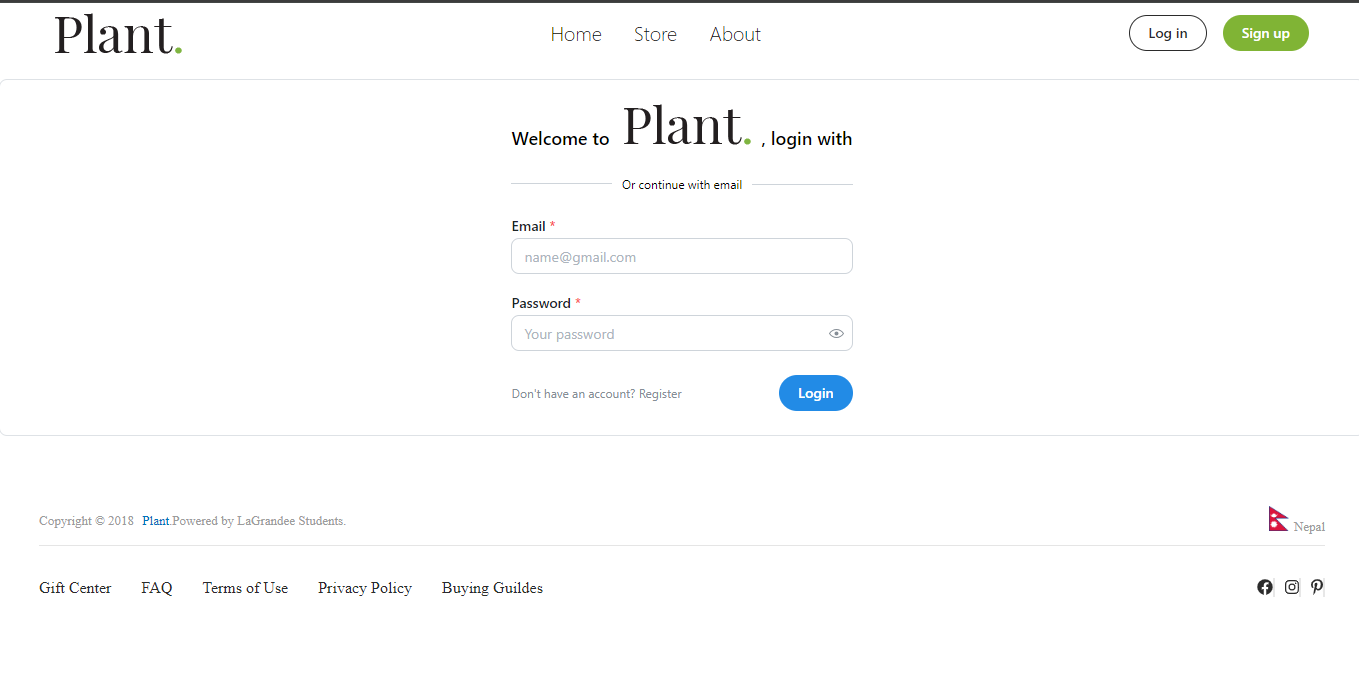 Plant.
Home Store About
Log in Sign up
Welcome to Plant. , login with
Or continue with email
Email *
name@gmail.com
Password *
Your password
Don't have an account? Register
Login
Copyright © 2018 Plant.Powered by LaGrandee Students.
Nepal
Gift Center FAQ Terms of Use Privacy Policy Buying Guildes